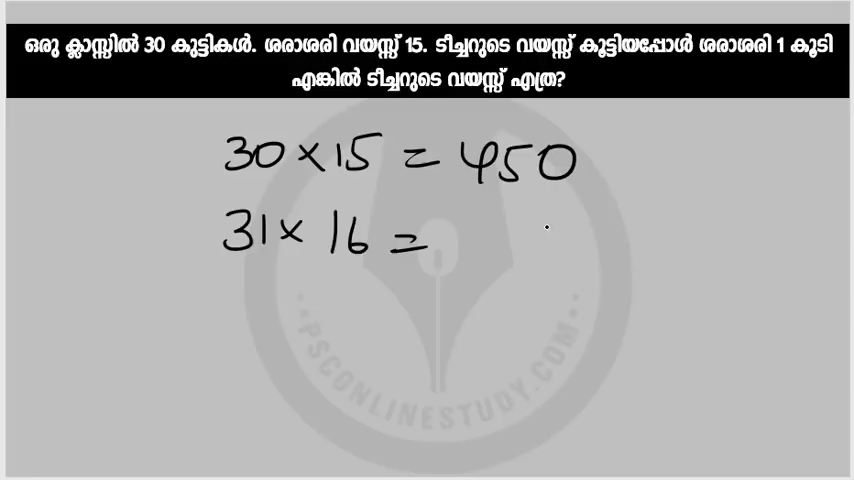 ഒരു ക്ലാസ്സിൽ 30 കുട്ടികൾ. ശരാശരി വയസ്സ് 15. ടീച്ചറുടെ വയസ്സ് കൂട്ടിയപ്പോൾ ശരാശരി 1 കൂടി
എങ്കിൽ ടീച്ചറുടെ വയസ്സ് എത്ര?
30 × 15 = 450
31 × 16 =
PSCONLINESTUDY.COM